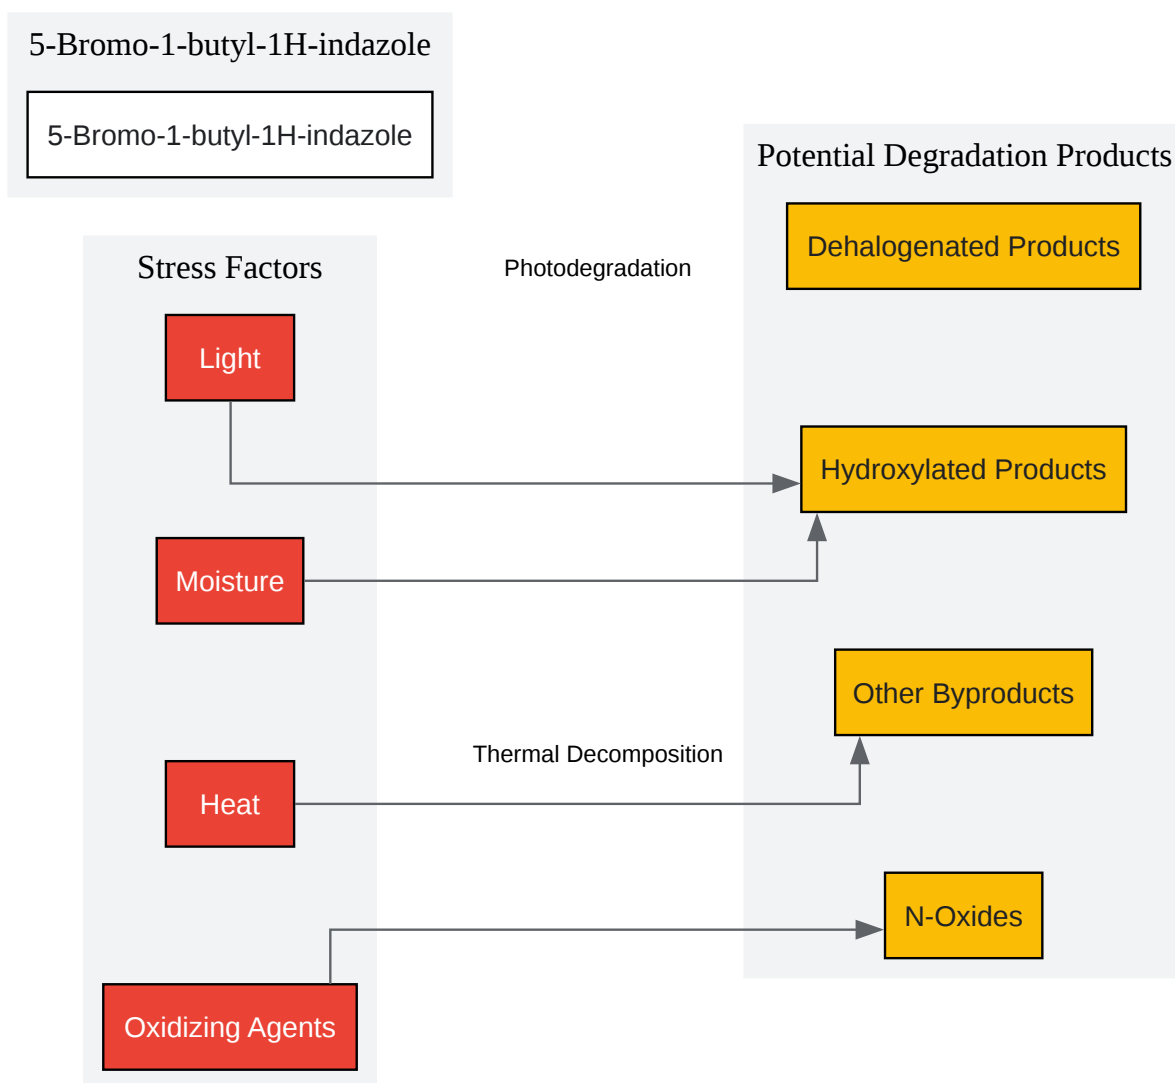 5-Bromo-1-butyl-1H-indazole
5-Bromo-1-butyl-1H-indazole
Potential Degradation Products
Dehalogenated Products
Stress Factors
Photodegradation
Light
Hydroxylated Products
Moisture
Other Byproducts
Thermal Decomposition
Heat
N-Oxides
Oxidizing Agents